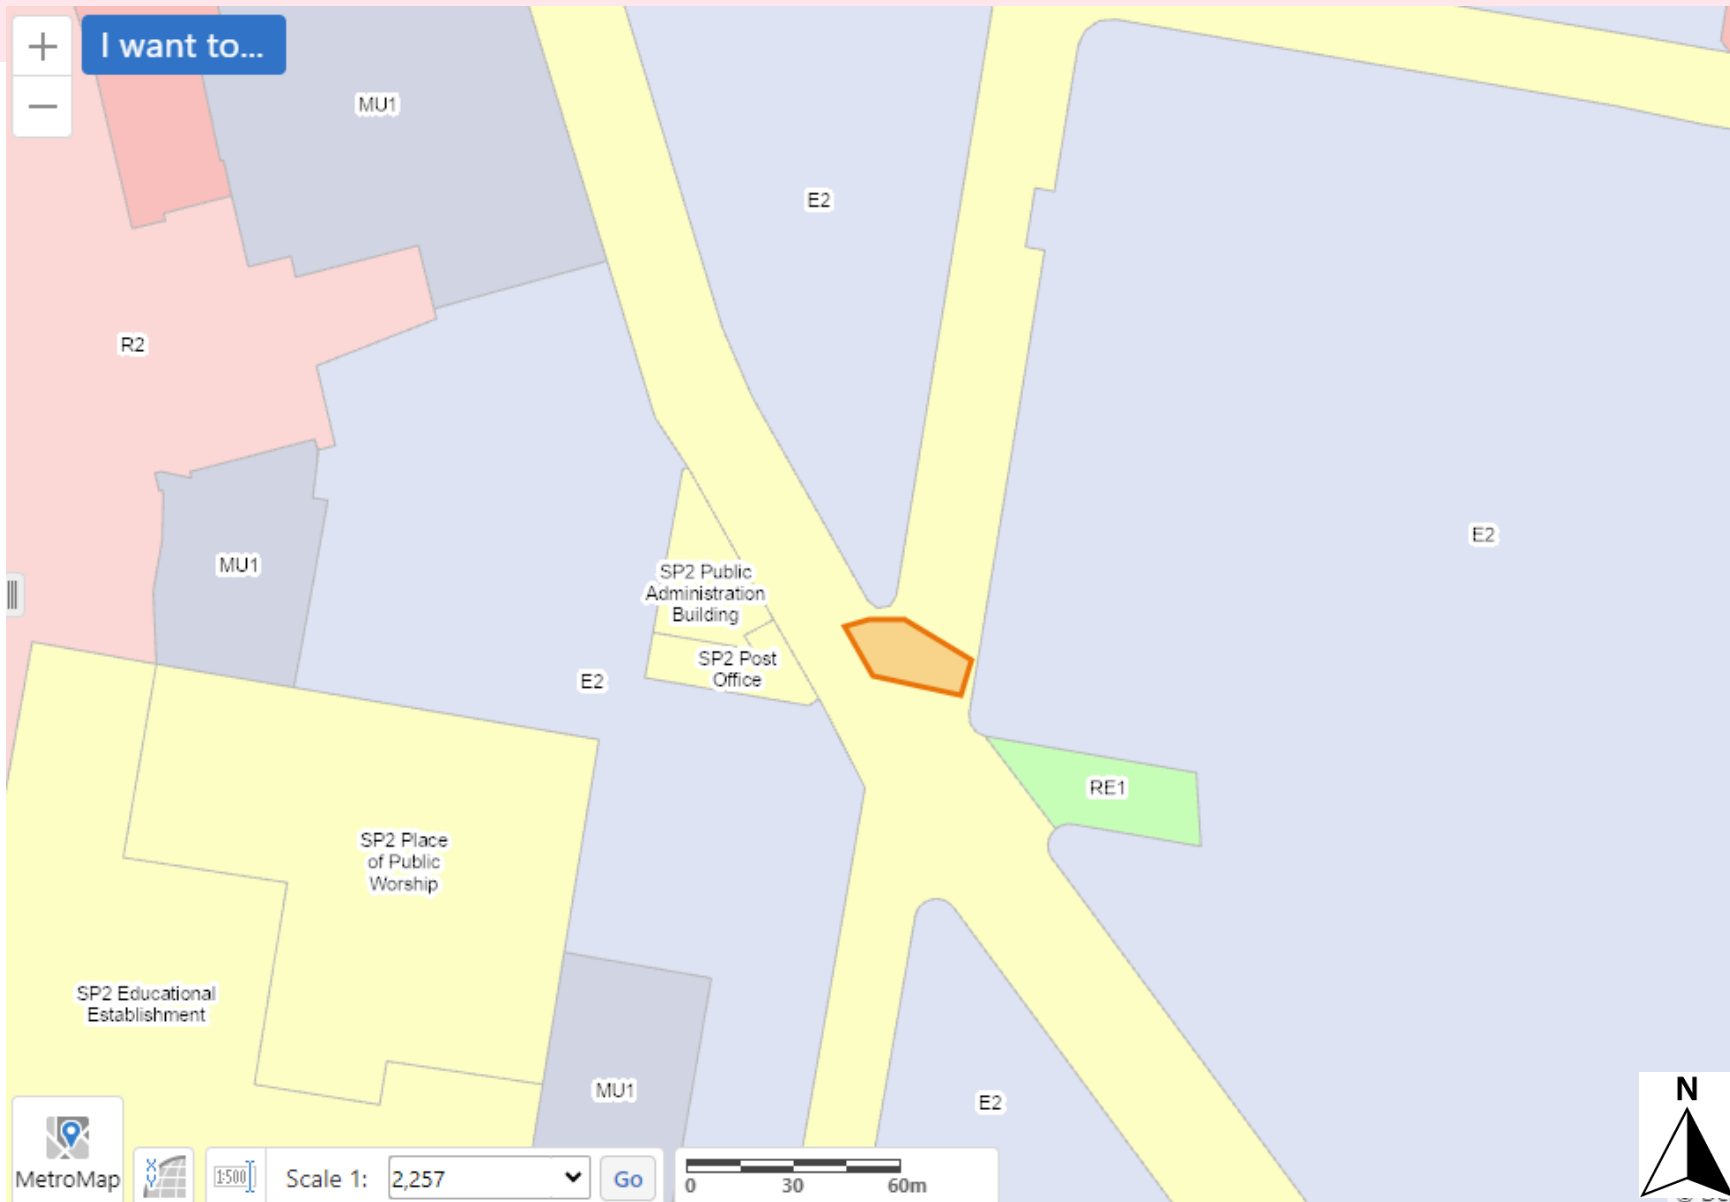 +
I want to...
−
MU1
E2
R2
E2
MU1
SP2 Public
Administration
Building
SP2 Post
Office
E2
RE1
SP2 Place
of Public
Worship
SP2 Educational
Establishment
MU1
E2
N
MetroMap
X
Y
1:500
Scale 1:
2,257
Go
0
30
60m